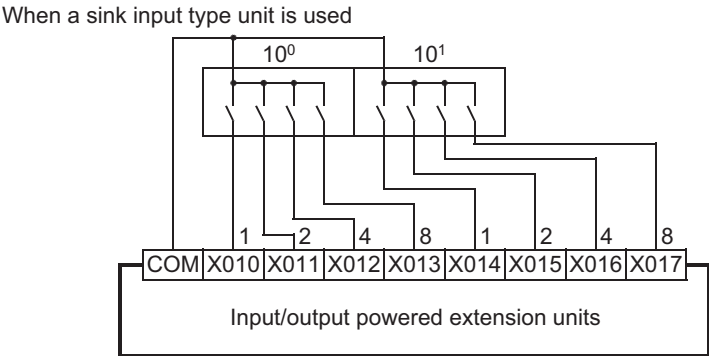 When a sink input type unit is used
10⁰ 10¹
1 2 4 8 1 2 4 8
COM X010 X011 X012 X013 X014 X015 X016 X017
Input/output powered extension units